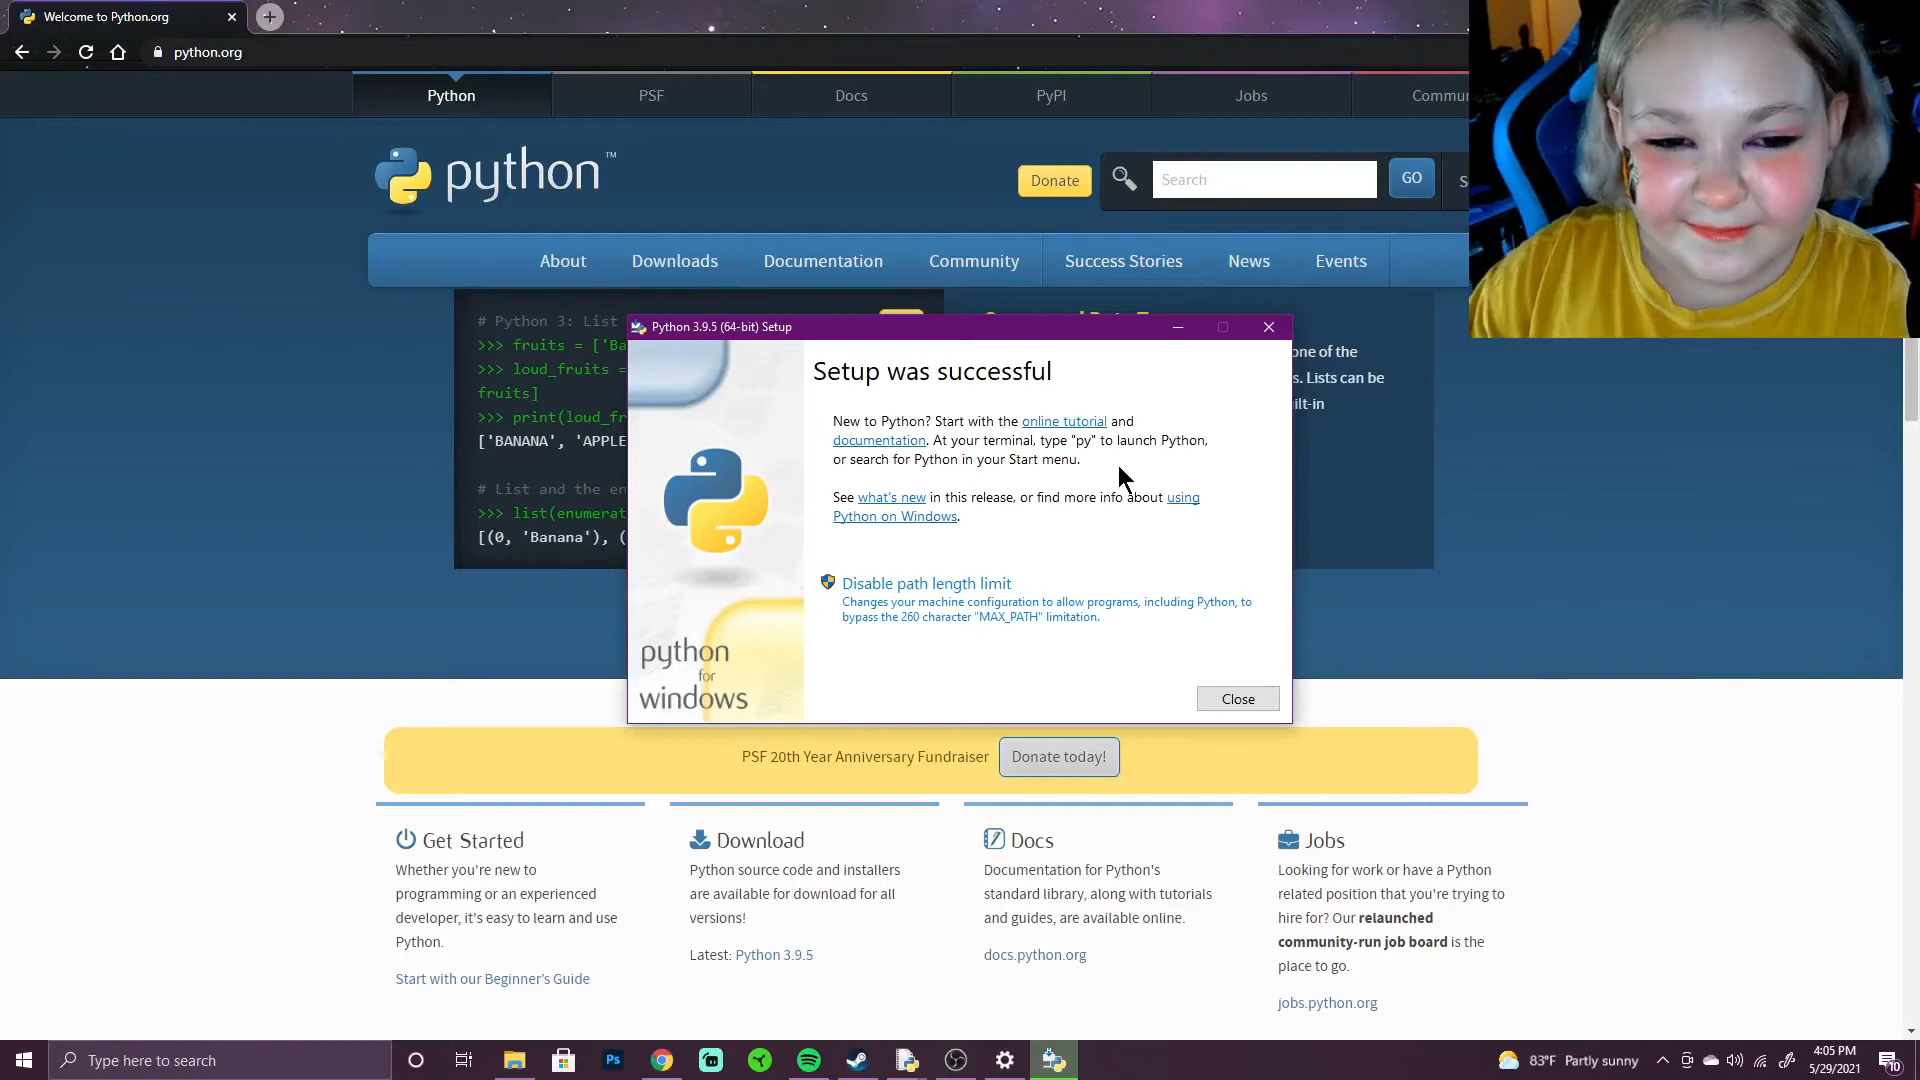 Welcome to Python.org
python.org
Python
PSF
Docs
PyPI
Jobs
Commu
python™
Donate
Search
GO
S
About
Downloads
Documentation
Community
Success Stories
News
Events
# Python 3: List
>>> fruits = ['Ba
>>> loud_fruits =
fruits]
>>> print(loud_fr
['BANANA', 'APPLE
# List and the en
>>> list(enumerat
[(0, 'Banana'), (
one of the
s. Lists can be
ilt-in
Python 3.9.5 (64-bit) Setup
Setup was successful
New to Python? Start with the online tutorial and
documentation. At your terminal, type "py" to launch Python,
or search for Python in your Start menu.
See what's new in this release, or find more info about using
Python on Windows.
Disable path length limit
Changes your machine configuration to allow programs, including Python, to
bypass the 260 character "MAX_PATH" limitation.
python
for
windows
Close
PSF 20th Year Anniversary Fundraiser
Donate today!
Get Started
Whether you're new to
programming or an experienced
developer, it's easy to learn and use
Python.
Start with our Beginner's Guide
Download
Python source code and installers
are available for download for all
versions!
Latest: Python 3.9.5
Docs
Documentation for Python's
standard library, along with tutorials
and guides, are available online.
docs.python.org
Jobs
Looking for work or have a Python
related position that you're trying to
hire for? Our relaunched
community-run job board is the
place to go.
jobs.python.org
Type here to search
Ps
83°F Partly sunny
4:05 PM
5/29/2021
10